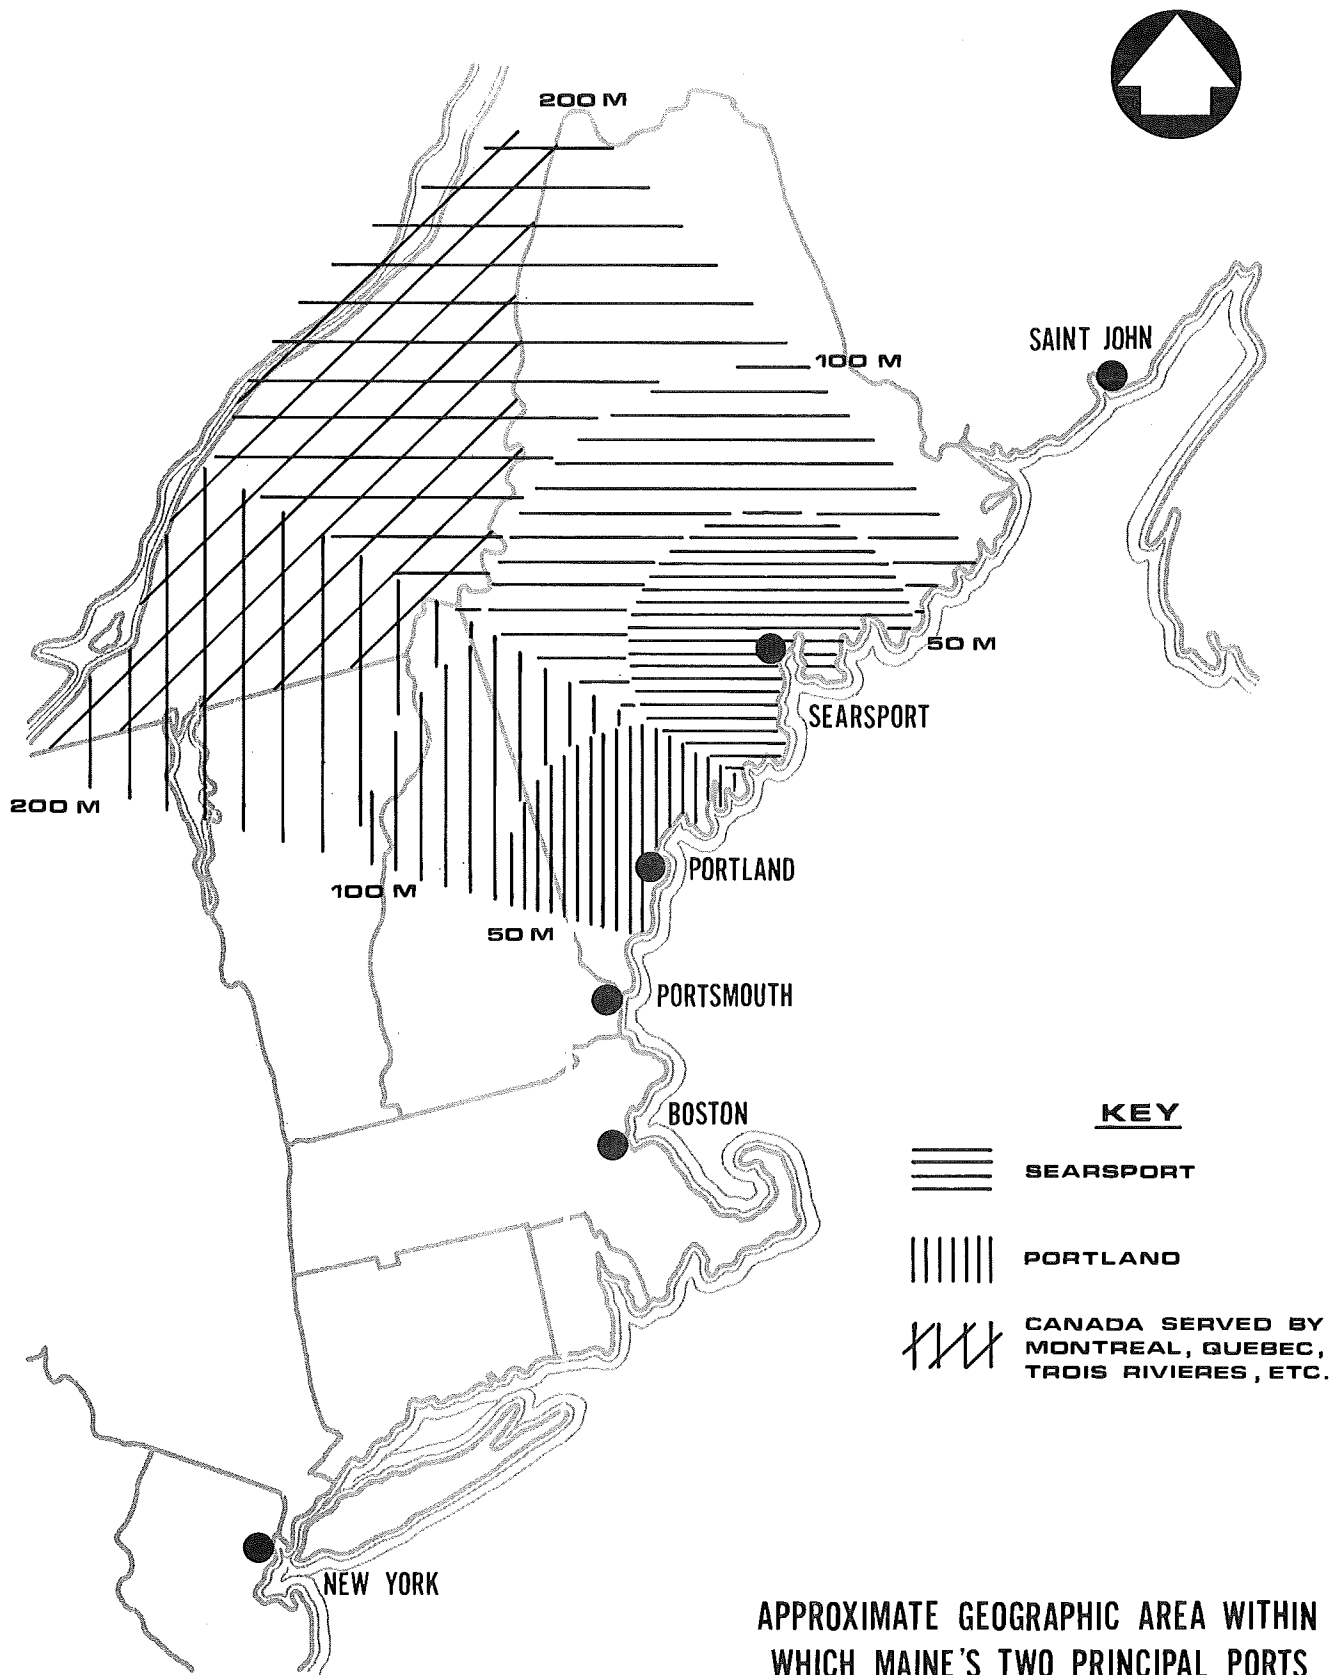 200 M
SAINT JOHN
100 M
50 M
SEARSPORT
200 M
PORTLAND
100 M
50 M
PORTSMOUTH
BOSTON
KEY
SEARSPORT
PORTLAND
CANADA SERVED BY
MONTREAL, QUEBEC,
TROIS RIVIERES, ETC.
NEW YORK
APPROXIMATE GEOGRAPHIC AREA WITHIN
WHICH MAINE'S TWO PRINCIPAL PORTS